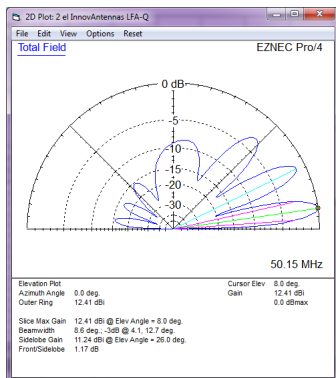 2D Plot: 2 el InnovAntennas LFA-Q
File Edit View Options Reset
Total Field EZNEC Pro/4
0 dB
-5
-10
-15
-20
-30
50.15 MHz
Elevation Plot Cursor Elev 8.0 deg.
Azimuth Angle 0.0 deg. Gain 12.41 dBi
Outer Ring 12.41 dBi 0.0 dBmax
Slice Max Gain 12.41 dBi @ Elev Angle = 8.0 deg.
Beamwidth 8.6 deg.; -3dB @ 4.1, 12.7 deg.
Sidelobe Gain 11.24 dBi @ Elev Angle = 26.0 deg.
Front/Sidelobe 1.17 dB